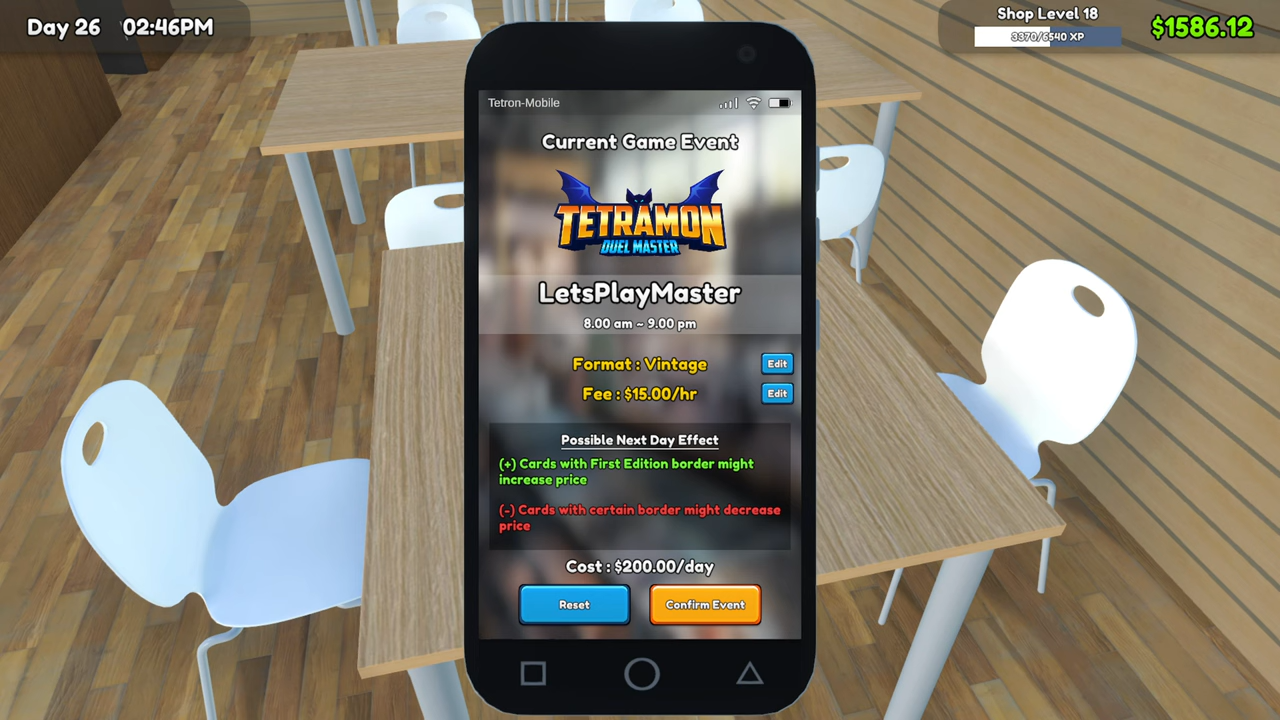 Day 26 02:46PM
Shop Level 18
3370/6540 XP
$1586.12
Tetron-Mobile
Current Game Event
TETRAMON
DUEL MASTER
LetsPlayMaster
8.00 am ~ 9.00 pm
Format : Vintage
Edit
Fee : $15.00/hr
Edit
Possible Next Day Effect
(+) Cards with First Edition border might
increase price
(-) Cards with certain border might decrease
price
Cost : $200.00/day
Reset
Confirm Event